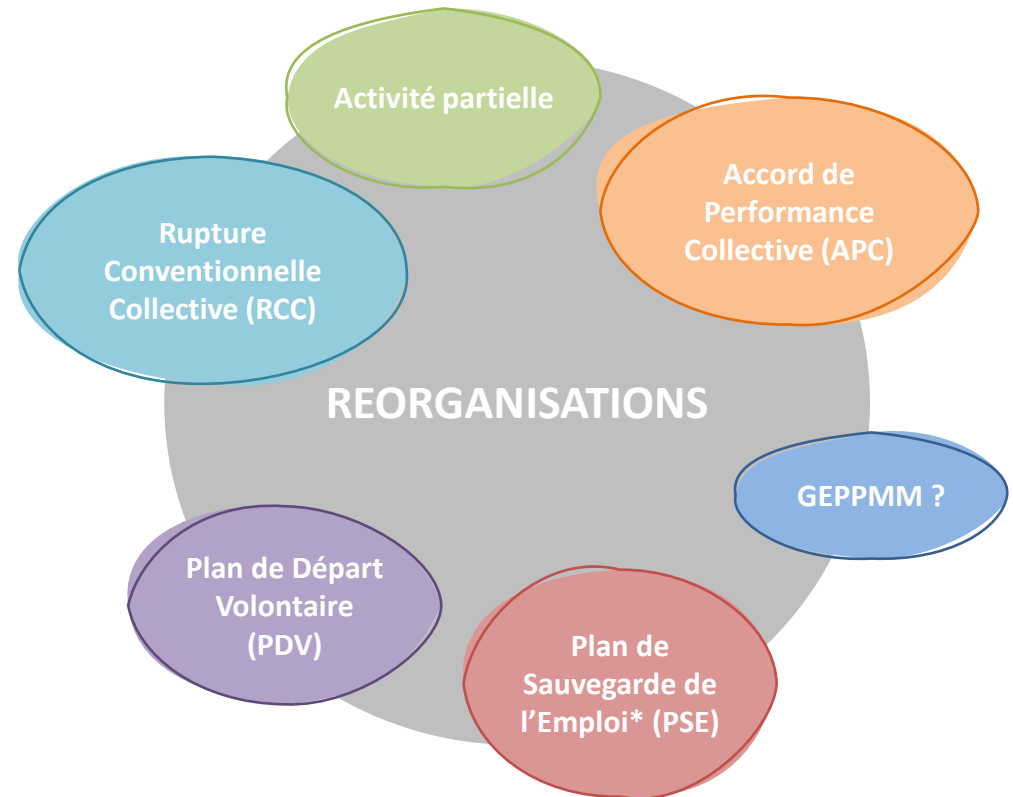 Activité partielle
Accord de
Performance
Collective (APC)
Rupture
Conventionnelle
Collective (RCC)
REORGANISATIONS
GEPPMM ?
Plan de Départ
Volontaire
(PDV)
Plan de
Sauvegarde de
l'Emploi* (PSE)